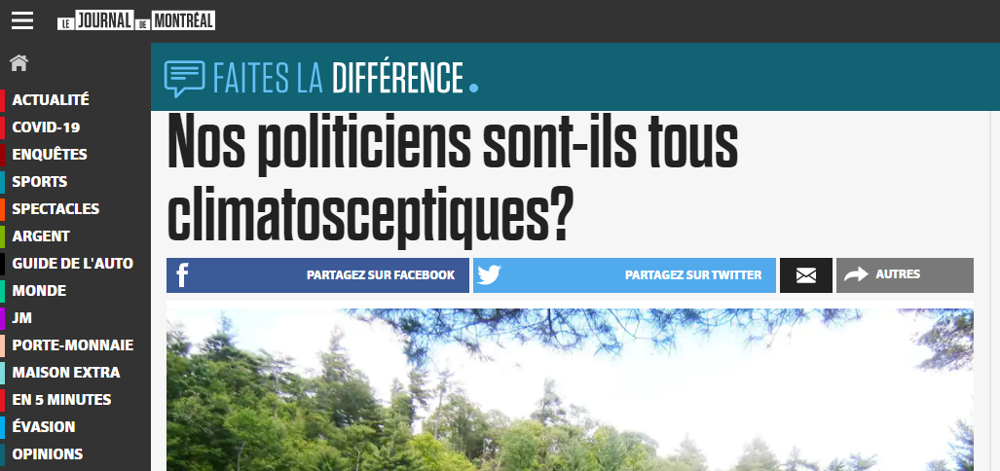 LE JOURNAL DE MONTRÉAL
FAITES LA DIFFÉRENCE.
ACTUALITÉ
COVID-19
ENQUÊTES
SPORTS
SPECTACLES
ARGENT
GUIDE DE L'AUTO
MONDE
JM
PORTE-MONNAIE
MAISON EXTRA
EN 5 MINUTES
ÉVASION
OPINIONS
Nos politiciens sont-ils tous
climatosceptiques?
PARTAGEZ SUR FACEBOOK
PARTAGEZ SUR TWITTER
AUTRES